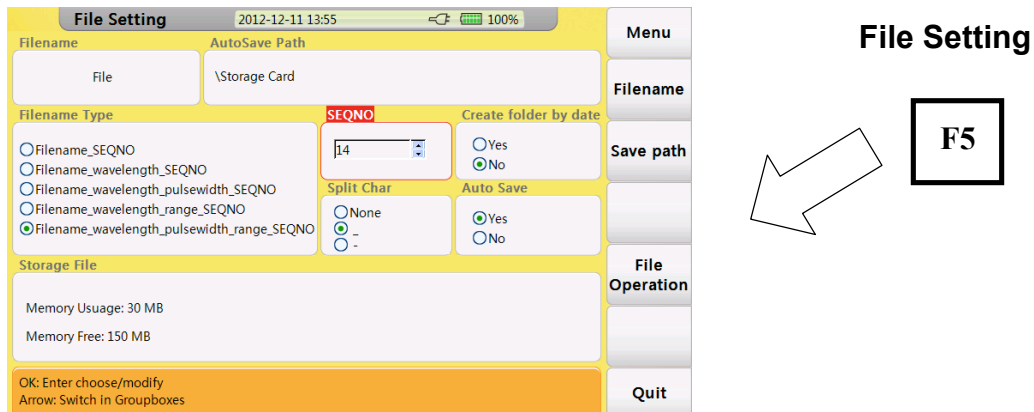 File Setting
2012-12-11 13:55
100%
Filename
AutoSave Path
File
\Storage Card
Filename Type
Filename_SEQNO
Filename_wavelength_SEQNO
Filename_wavelength_pulsewidth_SEQNO
Filename_wavelength_range_SEQNO
Filename_wavelength_pulsewidth_range_SEQNO
SEQNO
14
Create folder by date
Yes
No
Split Char
None
_
-
Auto Save
Yes
No
Storage File
Memory Usuage: 30 MB
Memory Free: 150 MB
OK: Enter choose/modify
Arrow: Switch in Groupboxes
Menu
Filename
Save path
File
Operation
Quit
File Setting
F5